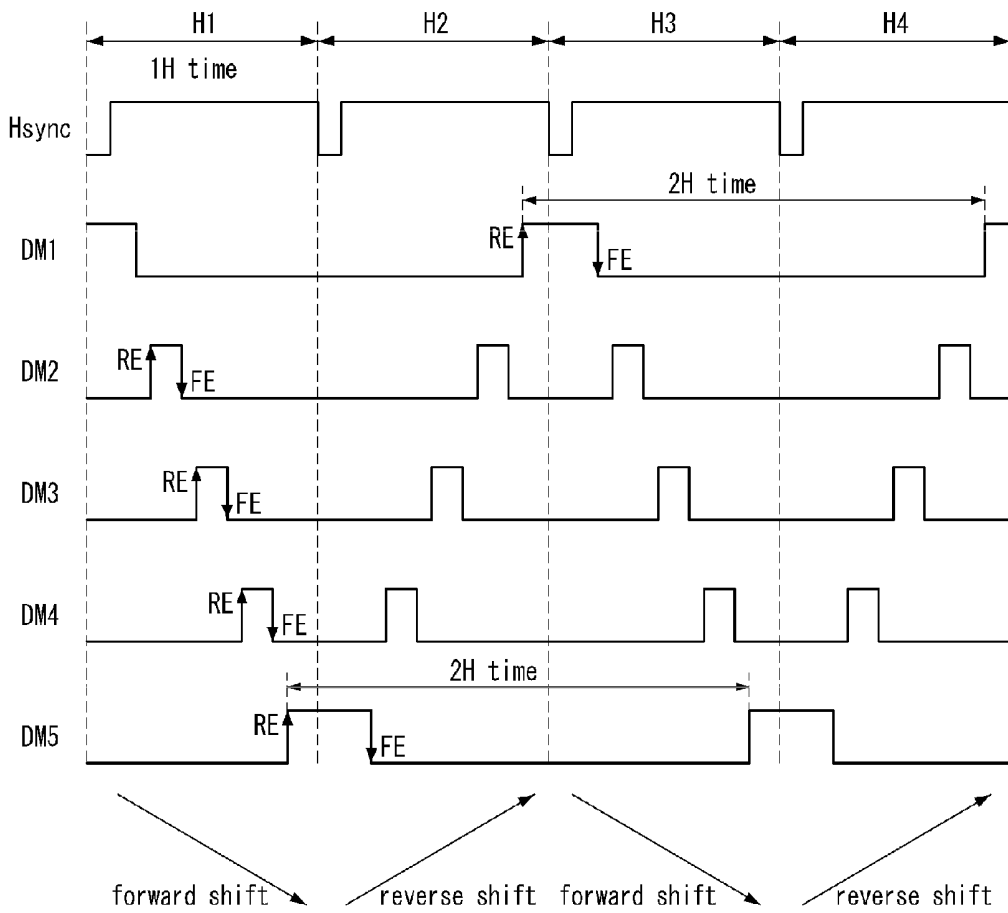 H1 H2 H3 H4
1H time
Hsync
2H time
DM1 RE FE
DM2 RE FE
DM3 RE FE
DM4 RE FE
2H time
DM5 RE FE
forward shift reverse shift forward shift reverse shift